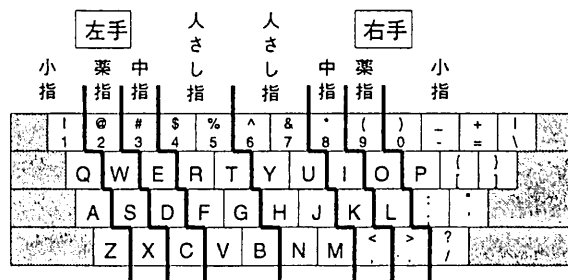 左手 右手
小指 薬指 中指 人さし指 人さし指 中指 薬指 小指
! @ # $ % ^ & * ( ) _ + |
1 2 3 4 5 6 7 8 9 0 - = \
Q W E R T Y U I O P { }
[ ]
A S D F G H J K L : "
; '
Z X C V B N M < > ?
, . /